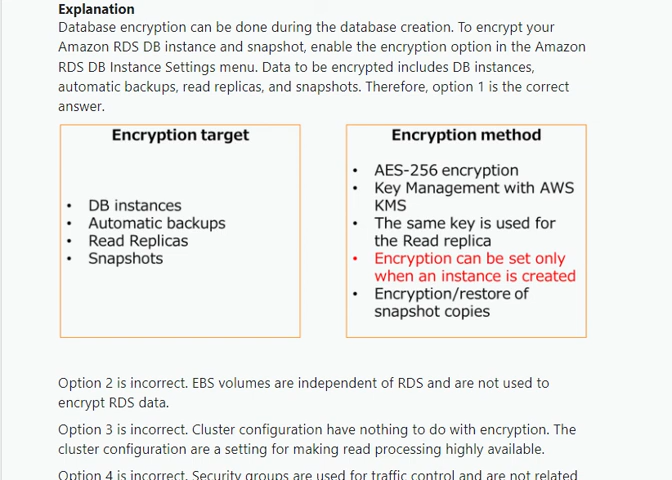 Explanation
Database encryption can be done during the database creation. To encrypt your
Amazon RDS DB instance and snapshot, enable the encryption option in the Amazon
RDS DB Instance Settings menu. Data to be encrypted includes DB instances,
automatic backups, read replicas, and snapshots. Therefore, option 1 is the correct
answer.
Encryption target
• DB instances
• Automatic backups
• Read Replicas
• Snapshots
Encryption method
• AES-256 encryption
• Key Management with AWS
KMS
• The same key is used for
the Read replica
• Encryption can be set only
when an instance is created
• Encryption/restore of
snapshot copies
Option 2 is incorrect. EBS volumes are independent of RDS and are not used to
encrypt RDS data.
Option 3 is incorrect. Cluster configuration have nothing to do with encryption. The
cluster configuration are a setting for making read processing highly available.
Option 4 is incorrect. Security groups are used for traffic control and are not related